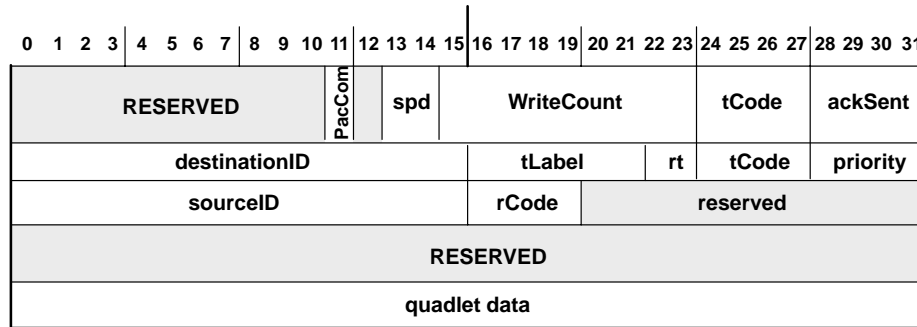 0 1 2 3 4 5 6 7 8 9 10 11 12 13 14 15 16 17 18 19 20 21 22 23 24 25 26 27 28 29 30 31
RESERVED PacCom spd WriteCount tCode ackSent
destinationID tLabel rt tCode priority
sourceID rCode reserved
RESERVED
quadlet data